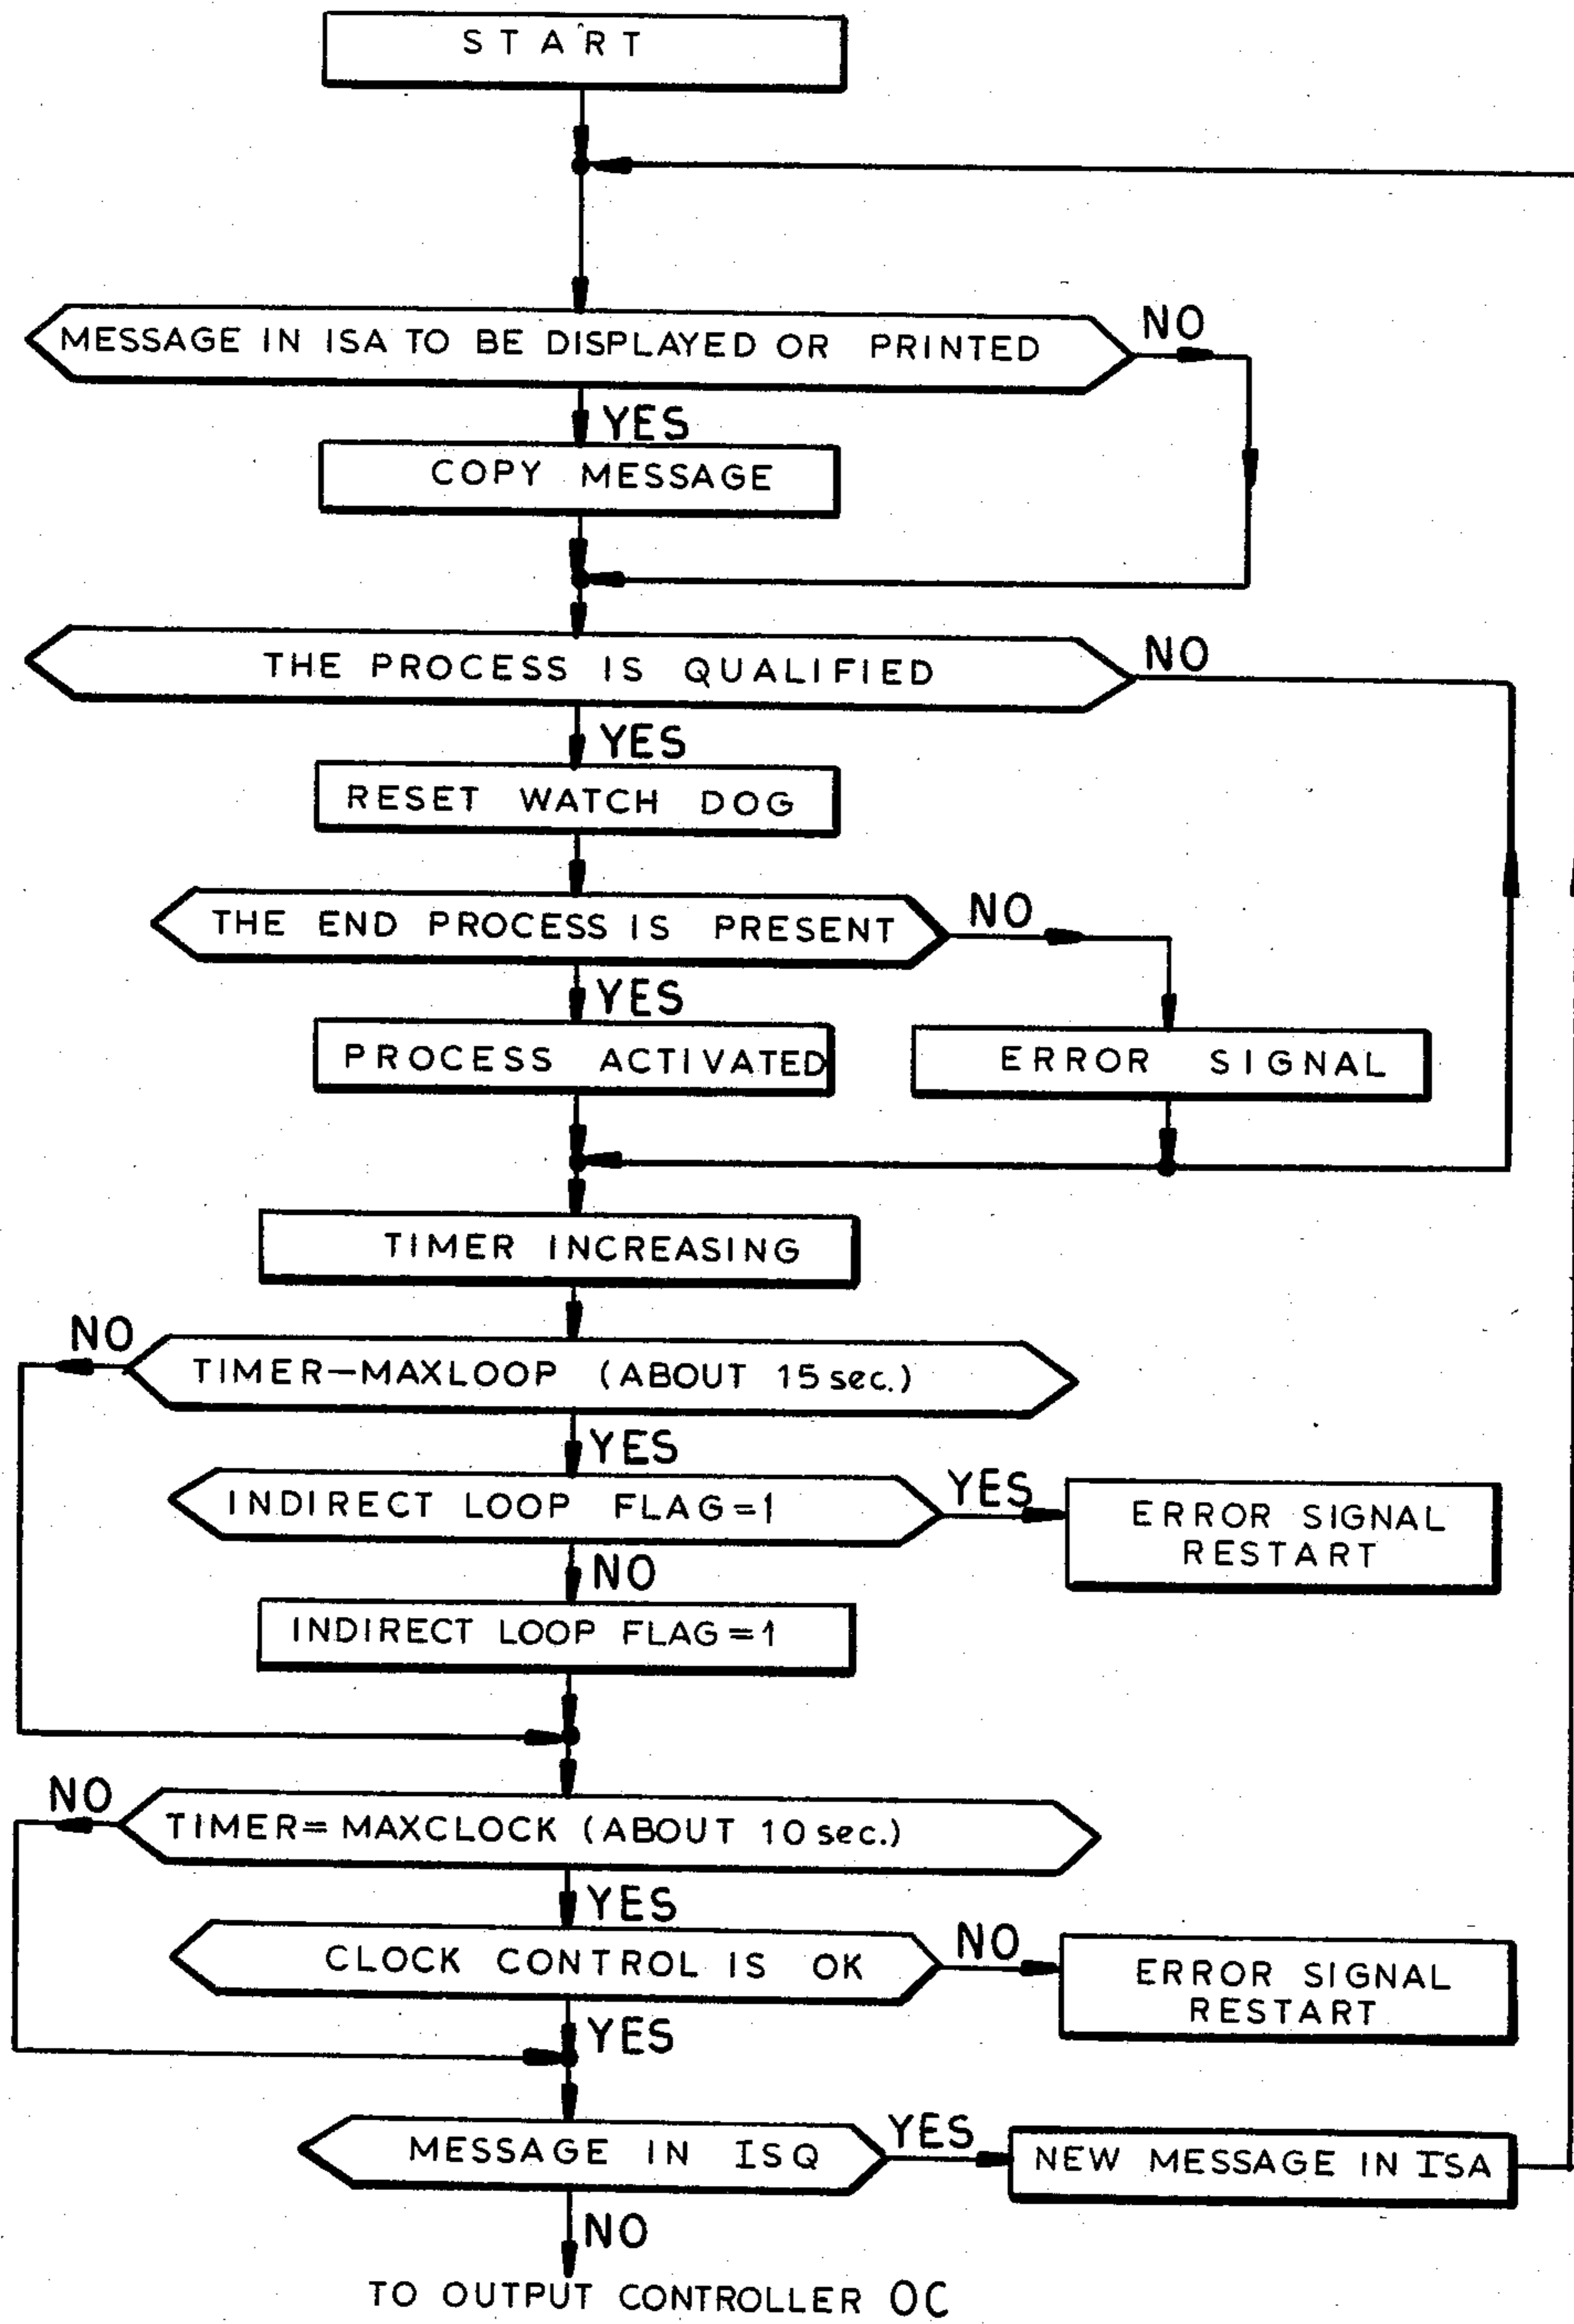 START
MESSAGE IN ISA TO BE DISPLAYED OR PRINTED
NO
YES
COPY MESSAGE
THE PROCESS IS QUALIFIED
NO
YES
RESET WATCH DOG
THE END PROCESS IS PRESENT
NO
YES
PROCESS ACTIVATED
ERROR SIGNAL
TIMER INCREASING
NO
TIMER—MAXLOOP (ABOUT 15 sec.)
YES
INDIRECT LOOP FLAG=1
YES
ERROR SIGNAL
RESTART
NO
INDIRECT LOOP FLAG=1
NO
TIMER=MAXCLOCK (ABOUT 10 sec.)
YES
CLOCK CONTROL IS OK
NO
ERROR SIGNAL
RESTART
YES
MESSAGE IN ISQ
YES
NEW MESSAGE IN ISA
NO
TO OUTPUT CONTROLLER OC